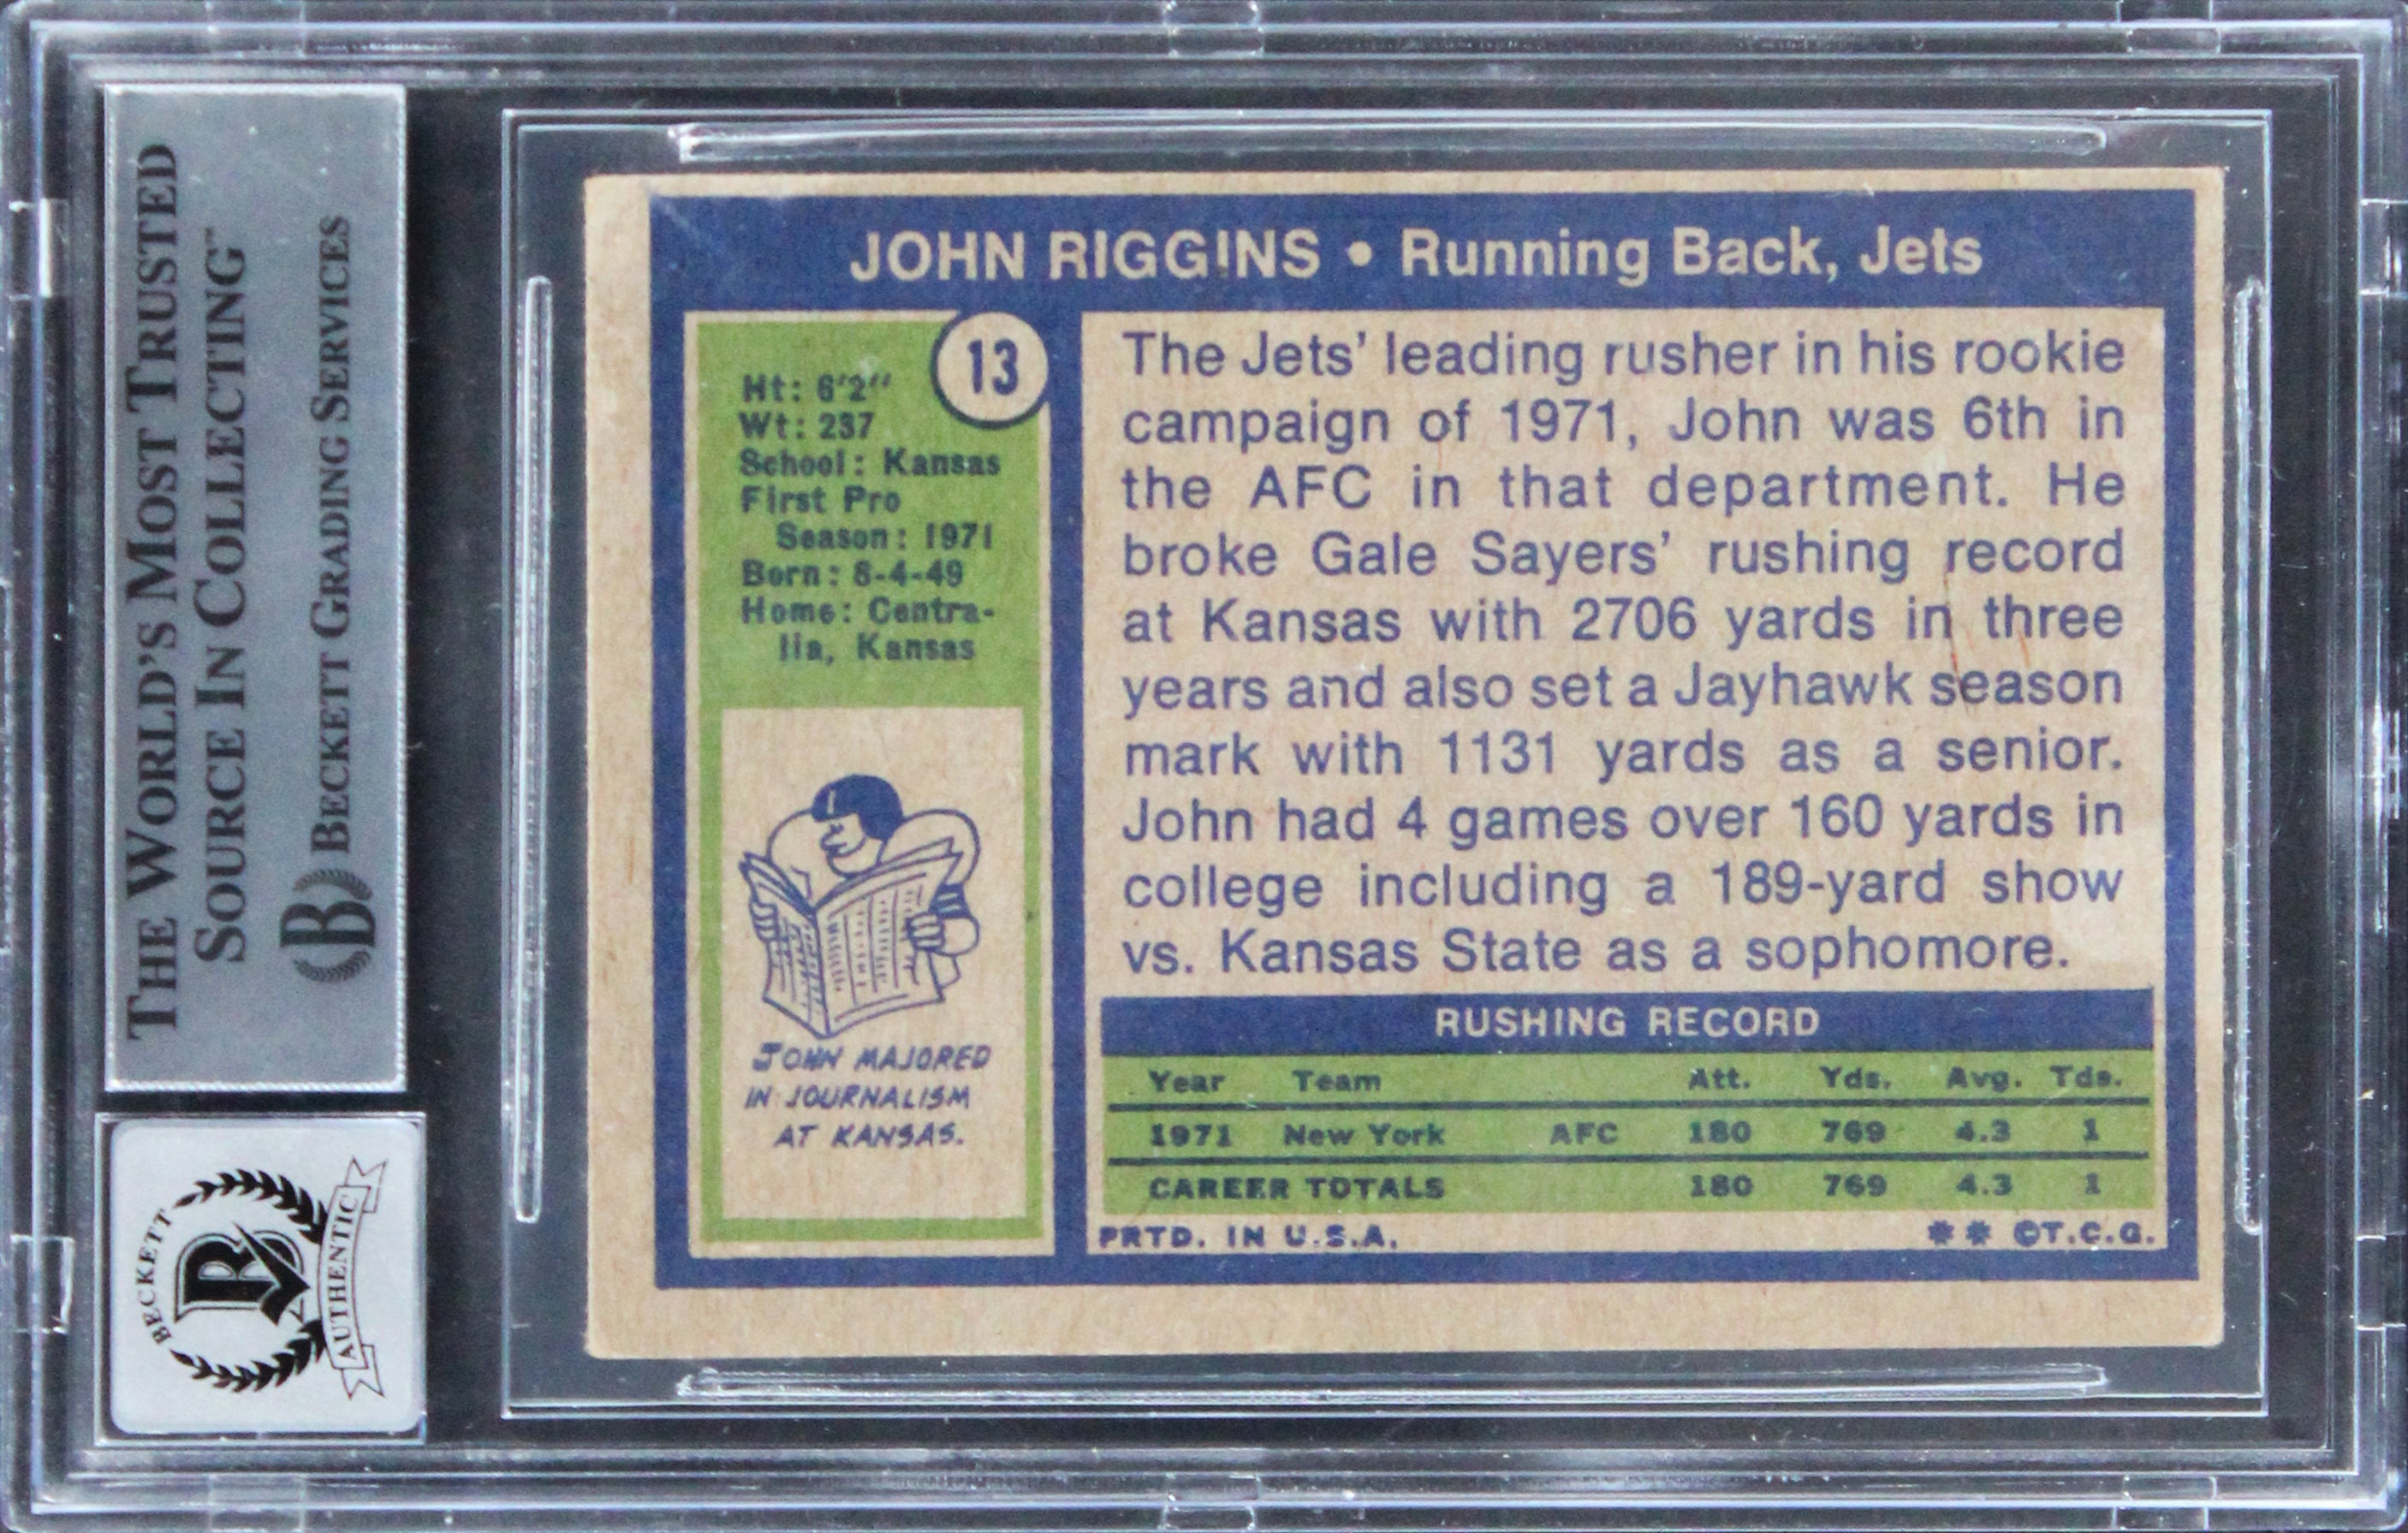 THE WORLD'S MOST TRUSTED
SOURCE IN COLLECTING™
B BECKETT GRADING SERVICES
BECKETT
B
AUTHENTIC
JOHN RIGGINS • Running Back, Jets
13
Ht: 6'2"
Wt: 237
School: Kansas
First Pro
Season: 1971
Born: 8-4-49
Home: Centra-
lia, Kansas
JOHN MAJORED
IN JOURNALISM
AT KANSAS.
The Jets' leading rusher in his rookie
campaign of 1971, John was 6th in
the AFC in that department. He
broke Gale Sayers' rushing record
at Kansas with 2706 yards in three
years and also set a Jayhawk season
mark with 1131 yards as a senior.
John had 4 games over 160 yards in
college including a 189-yard show
vs. Kansas State as a sophomore.
RUSHING RECORD
Year Team Att. Yds. Avg. Tds.
1971 New York AFC 180 769 4.3 1
CAREER TOTALS 180 769 4.3 1
PRTD. IN U.S.A. ** ©T.C.G.